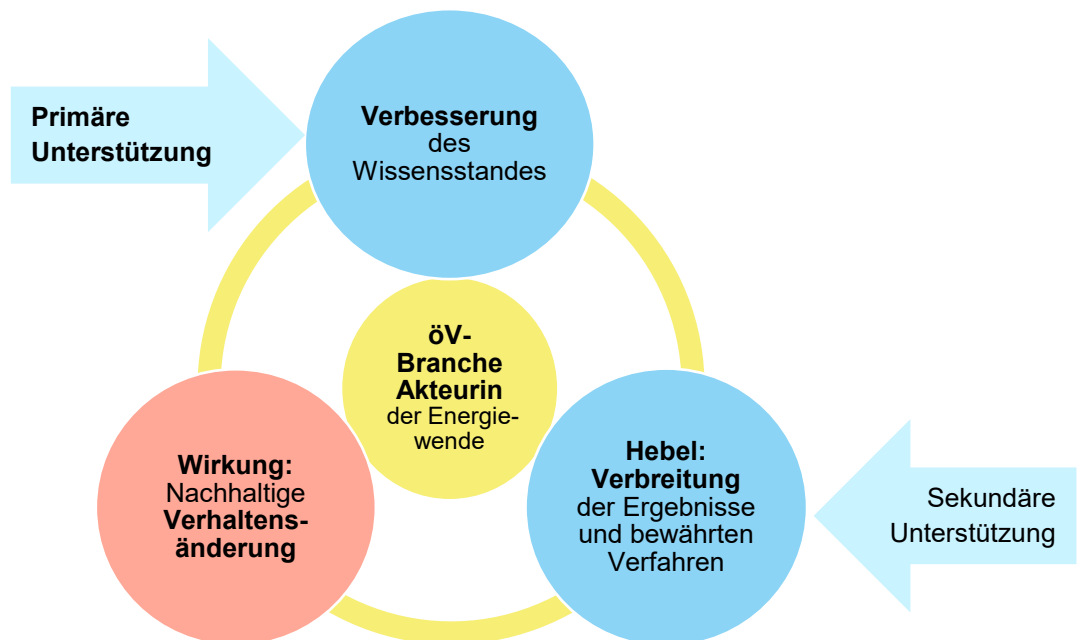 Primäre
Unterstützung
Verbesserung
des
Wissensstandes
öV-
Branche
Akteurin
der Energie-
wende
Wirkung:
Nachhaltige
Verhaltens-
änderung
Hebel:
Verbreitung
der Ergebnisse
und bewährten
Verfahren
Sekundäre
Unterstützung